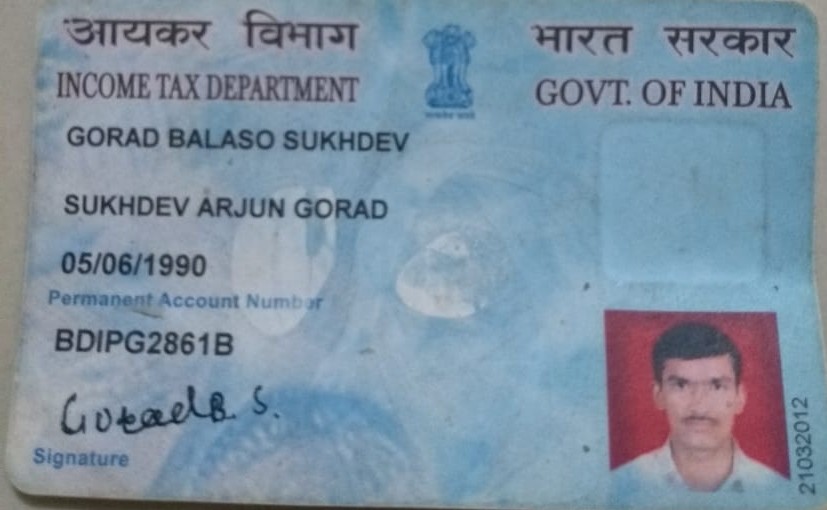 आयकर विभाग
भारत सरकार
INCOME TAX DEPARTMENT
GOVT. OF INDIA
GORAD BALASO SUKHDEV
SUKHDEV ARJUN GORAD
05/06/1990
Permanent Account Number
BDIPG2861B
Gorad B. S.
Signature
21032012